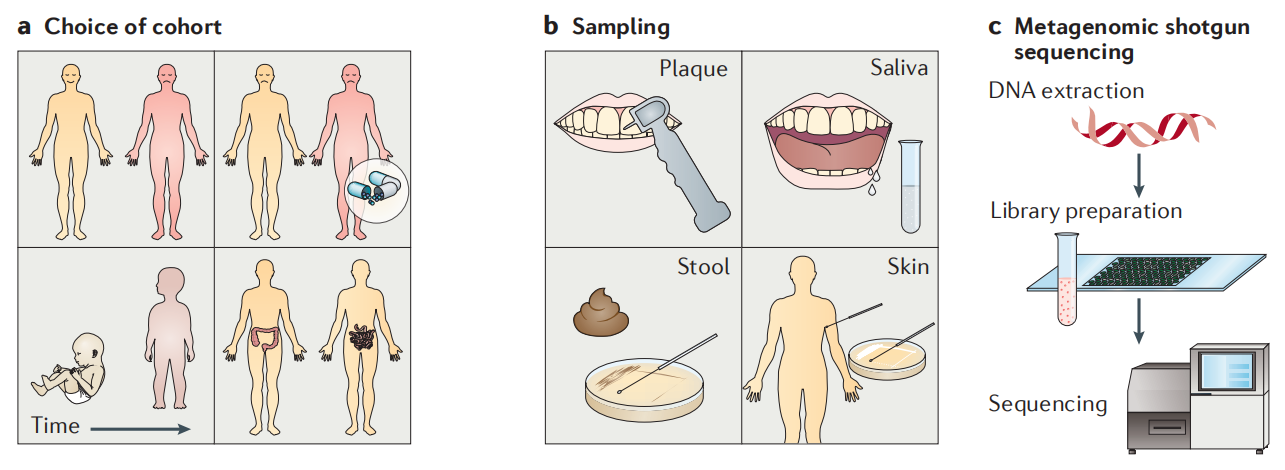 a Choice of cohort
Time
b Sampling
Plaque
Saliva
Stool
Skin
c Metagenomic shotgun
sequencing
DNA extraction
Library preparation
Sequencing